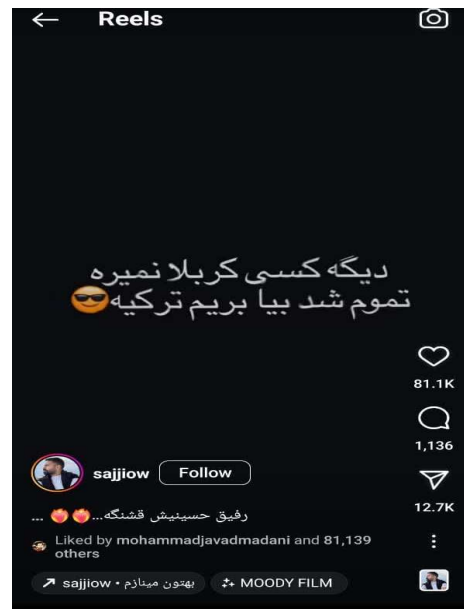 Reels
دیگه کسی کربلا نمیره
تموم شد بیا بریم ترکیه😎
81.1K
1,136
12.7K
sajjiow Follow
رفیق حسینیش قشنگه...❤️‍🔥❤️‍🔥 ...
Liked by mohammadjavadmadani and 81,139
others
sajjiow • بهتون مینازم MOODY FILM